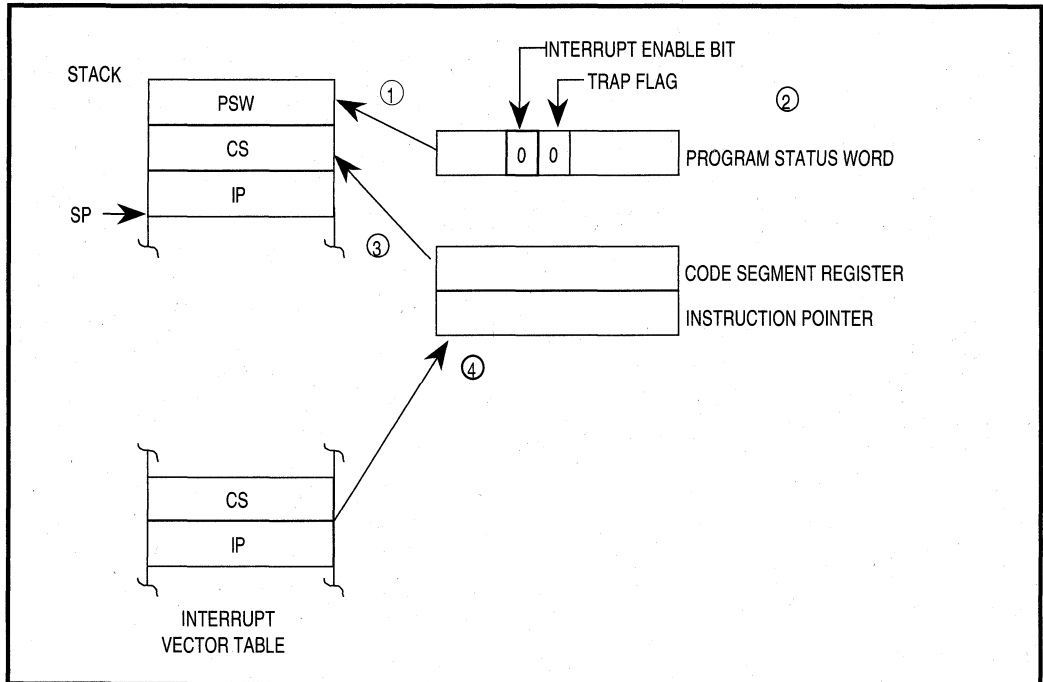 INTERRUPT ENABLE BIT
STACK
TRAP FLAG
PSW
①
②
CS
0 0
PROGRAM STATUS WORD
IP
SP
③
CODE SEGMENT REGISTER
INSTRUCTION POINTER
④
CS
IP
INTERRUPT
VECTOR TABLE